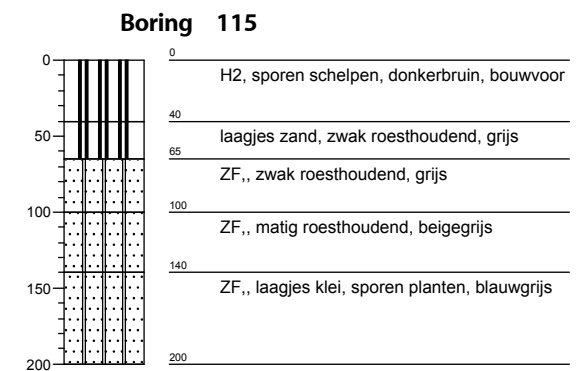 Boring 115
0
0
H2, sporen schelpen, donkerbruin, bouwvoor
40
50
laagjes zand, zwak roesthoudend, grijs
65
ZF,, zwak roesthoudend, grijs
100
100
ZF,, matig roesthoudend, beigegrijs
140
150
ZF,, laagjes klei, sporen planten, blauwgrijs
200
200